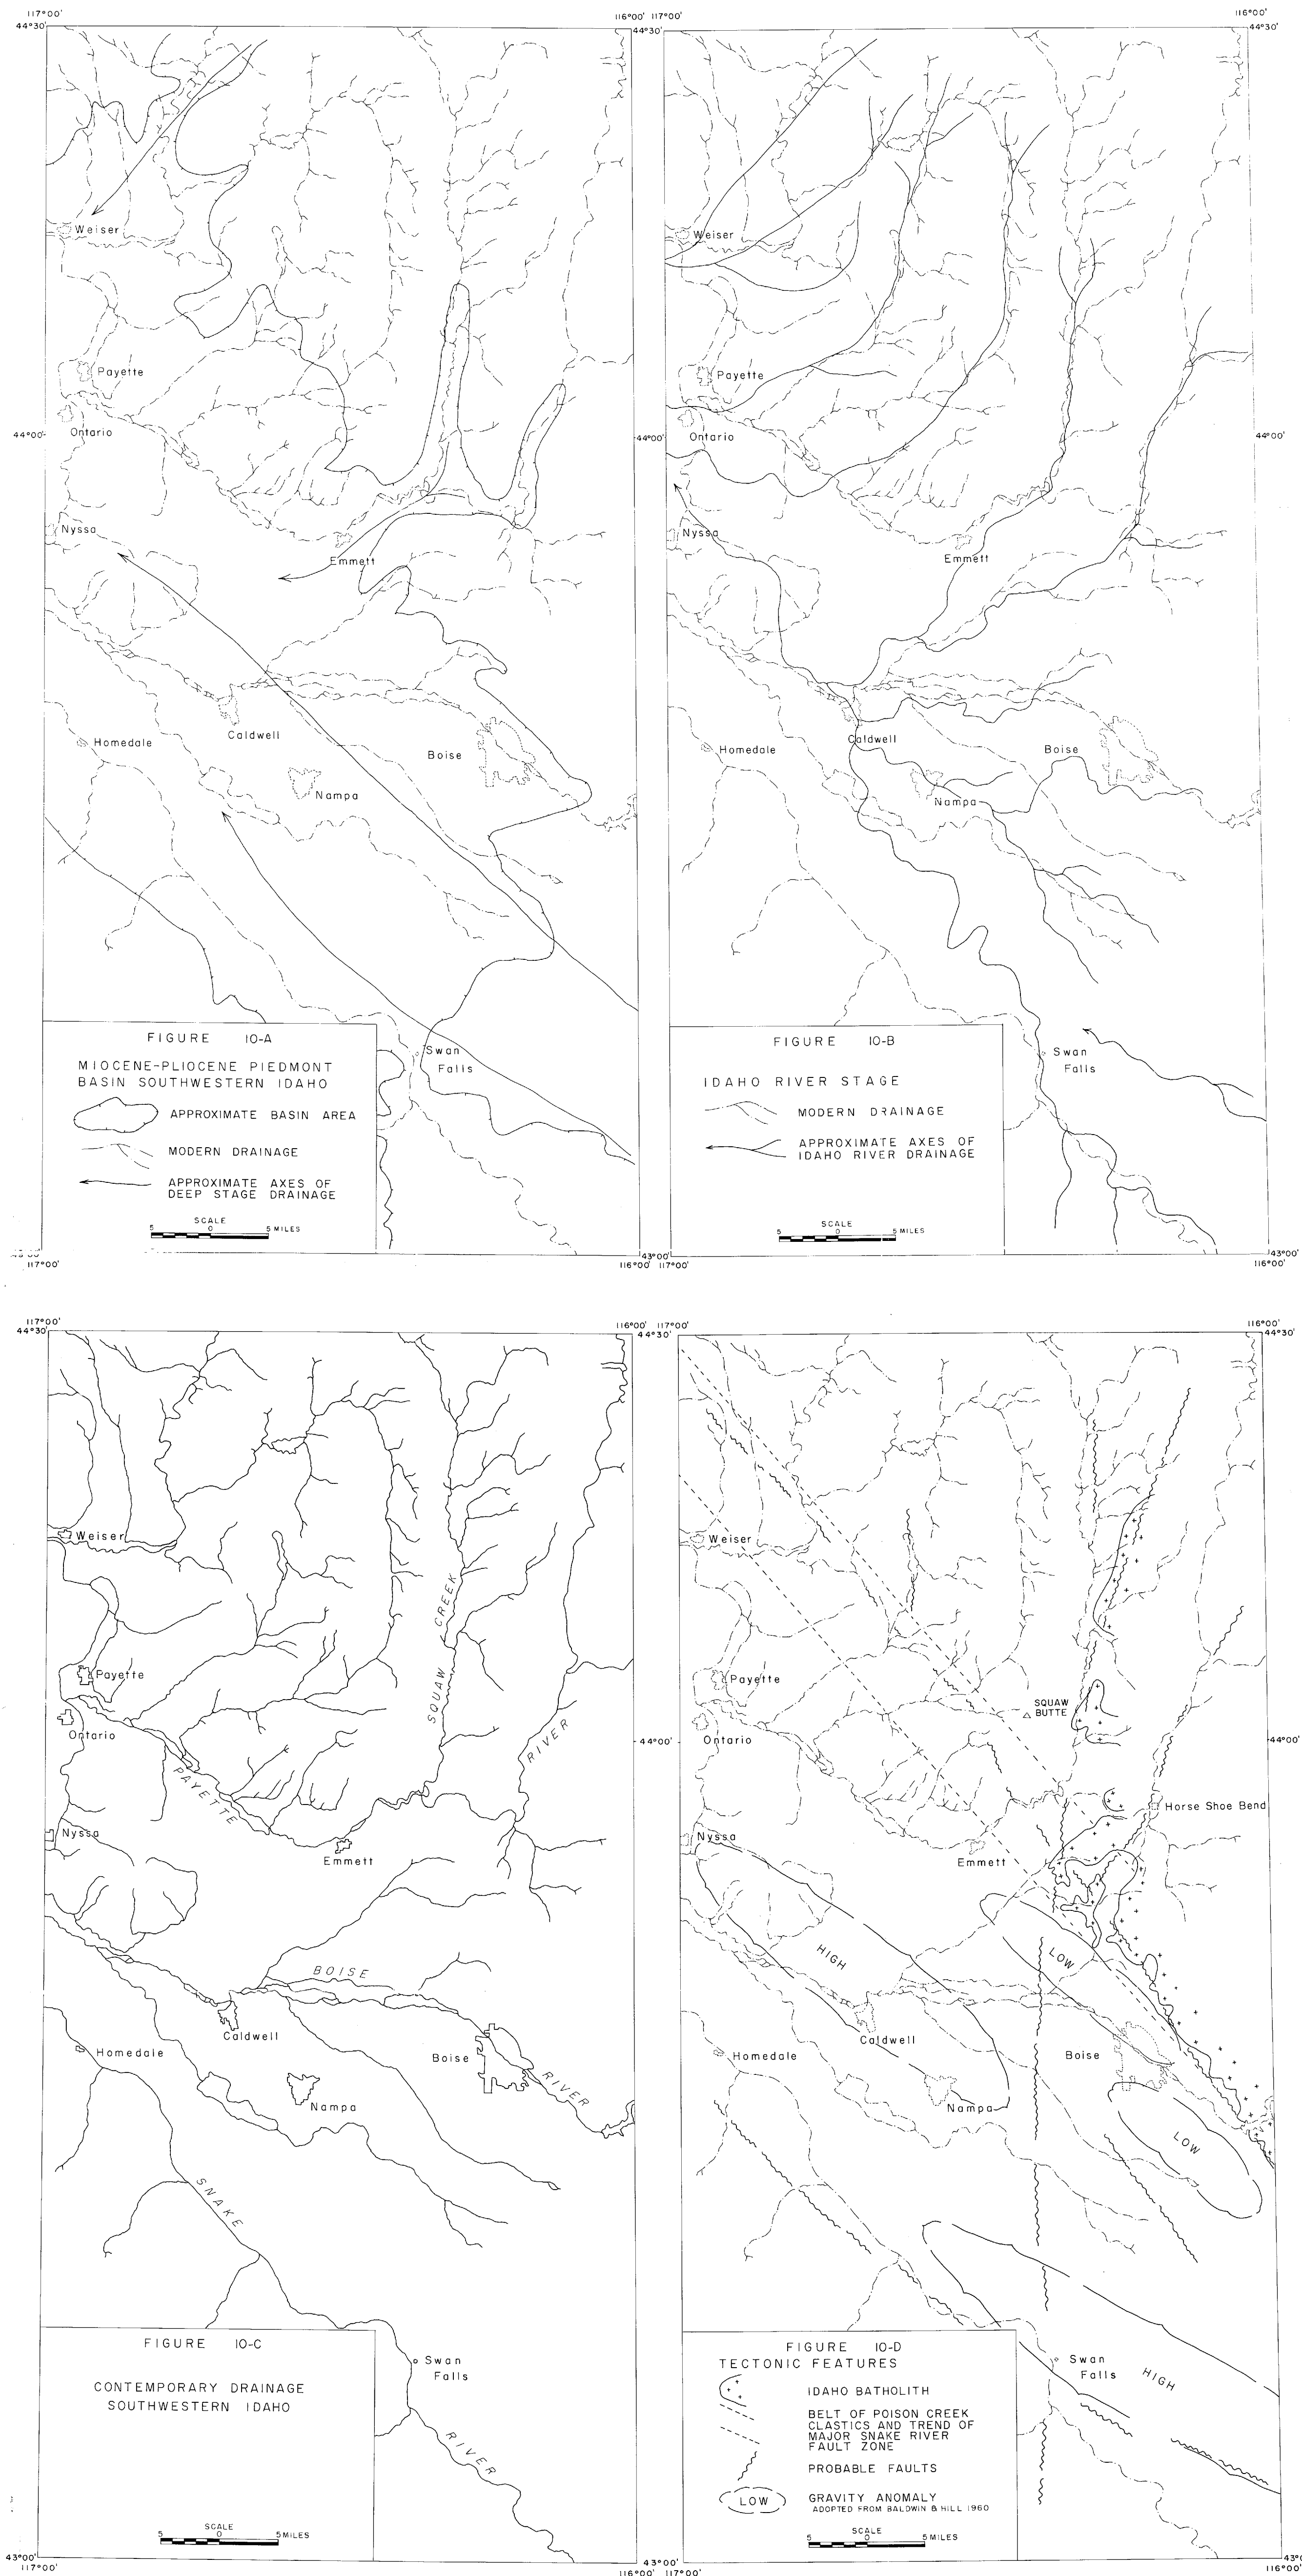 117°00'
44°30'
116°00'
44°30'
Weiser
Payette
44°00'
Ontario
Nyssa
Emmett
Homedale
Caldwell
Boise
Nampa
Swan
Falls
FIGURE 10-A
MIOCENE-PLIOCENE PIEDMONT
BASIN SOUTHWESTERN IDAHO
APPROXIMATE BASIN AREA
MODERN DRAINAGE
APPROXIMATE AXES OF
DEEP STAGE DRAINAGE
SCALE
5 0 5 MILES
117°00'
116°00'
117°00'
116°00'
44°30'
Weiser
Payette
44°00'
44°00'
Ontario
Nyssa
Emmett
Homedale
Caldwell
Boise
Nampa
Swan
Falls
FIGURE 10-B
IDAHO RIVER STAGE
MODERN DRAINAGE
APPROXIMATE AXES OF
IDAHO RIVER DRAINAGE
SCALE
5 0 5 MILES
43°00'
117°00'
43°00'
116°00'
117°00'
44°30'
116°00'
44°30'
Weiser
SQUAW CREEK
Payette
Ontario
RIVER
PAYETTE
Nyssa
Emmett
BOISE
Caldwell
Homedale
Boise
RIVER
Nampa
SNAKE
Swan
Falls
RIVER
FIGURE 10-C
CONTEMPORARY DRAINAGE
SOUTHWESTERN IDAHO
SCALE
5 0 5 MILES
43°00'
117°00'
116°00'
117°00'
116°00'
44°30'
Weiser
Payette
SQUAW
BUTTE
44°00'
44°00'
Ontario
Horse Shoe Bend
Nyssa
Emmett
HIGH
LOW
Caldwell
Homedale
Boise
Nampa
LOW
Swan
Falls
HIGH
FIGURE 10-D
TECTONIC FEATURES
IDAHO BATHOLITH
BELT OF POISON CREEK
CLASTICS AND TREND OF
MAJOR SNAKE RIVER
FAULT ZONE
PROBABLE FAULTS
LOW
GRAVITY ANOMALY
ADOPTED FROM BALDWIN & HILL 1960
SCALE
5 0 5 MILES
43°00'
117°00'
116°00'